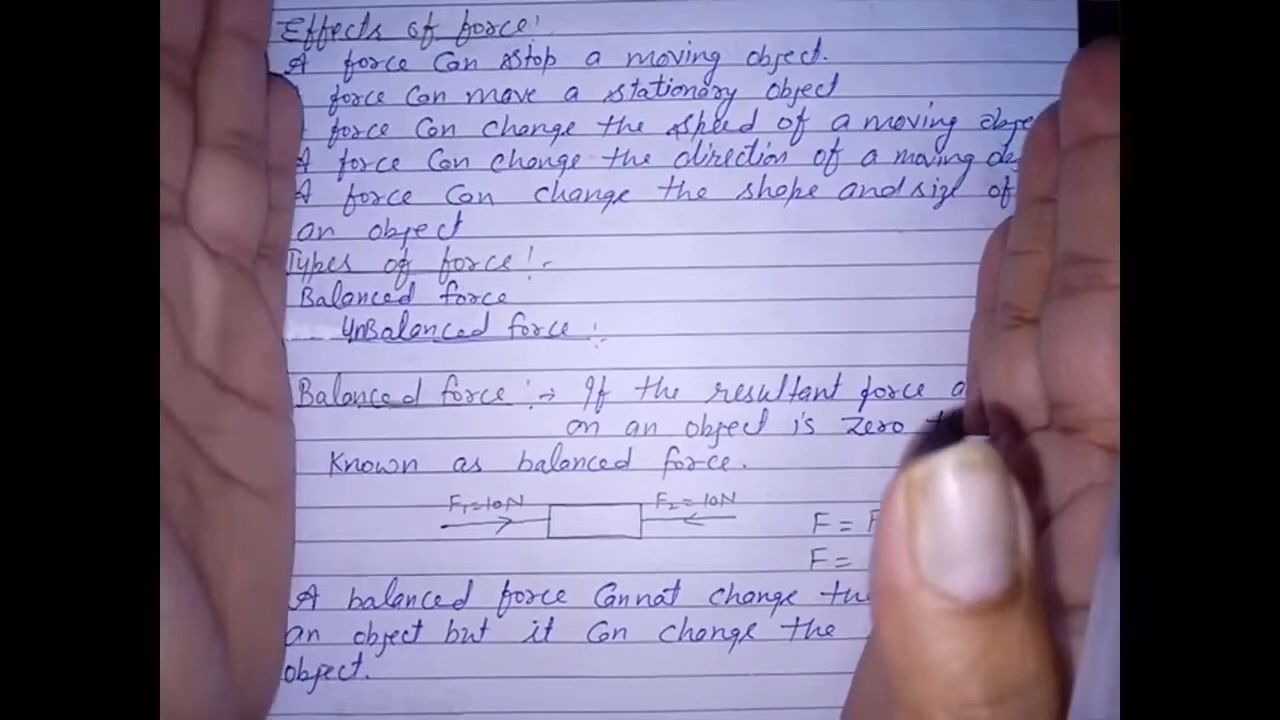 Effects of force:
A force Can stop a moving object.
force Can move a stationary object
force Can change the speed of a moving
A force Can change the direction of a moving
A force Can change the shape and size of
an object
Types of force:-
Balanced force
UnBalanced force:
Balanced force :→ If the resultant force
on an object is zero
Known as balanced force.
F₁=10N F₂=10N
F =
F =
A balanced force Cannot change the
an object but it Can change the
object.